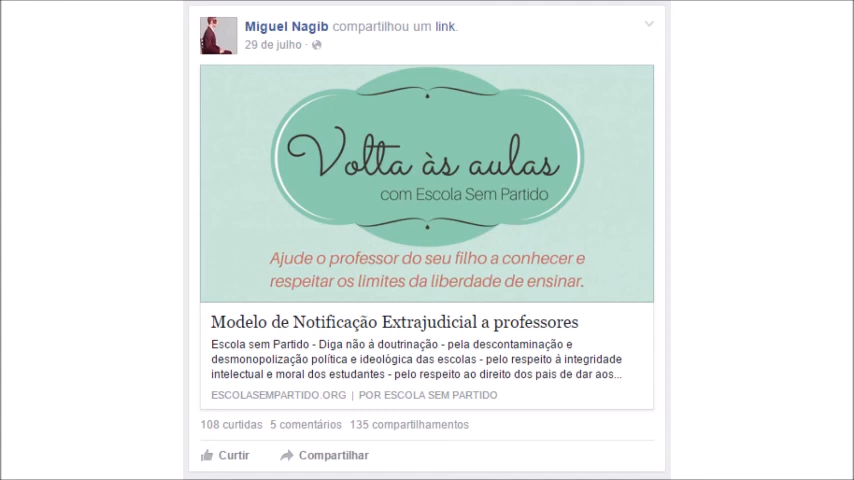 Miguel Nagib compartilhou um link.
29 de julho ·
Volta às aulas
com Escola Sem Partido
Ajude o professor do seu filho a conhecer e
respeitar os limites da liberdade de ensinar.
Modelo de Notificação Extrajudicial a professores
Escola sem Partido - Diga não à doutrinação - pela descontaminação e
desmonopolização política e ideológica das escolas - pelo respeito à integridade
intelectual e moral dos estudantes - pelo respeito ao direito dos pais de dar aos...
ESCOLASEMPARTIDO.ORG | POR ESCOLA SEM PARTIDO
108 curtidas 5 comentários 135 compartilhamentos
Curtir Compartilhar